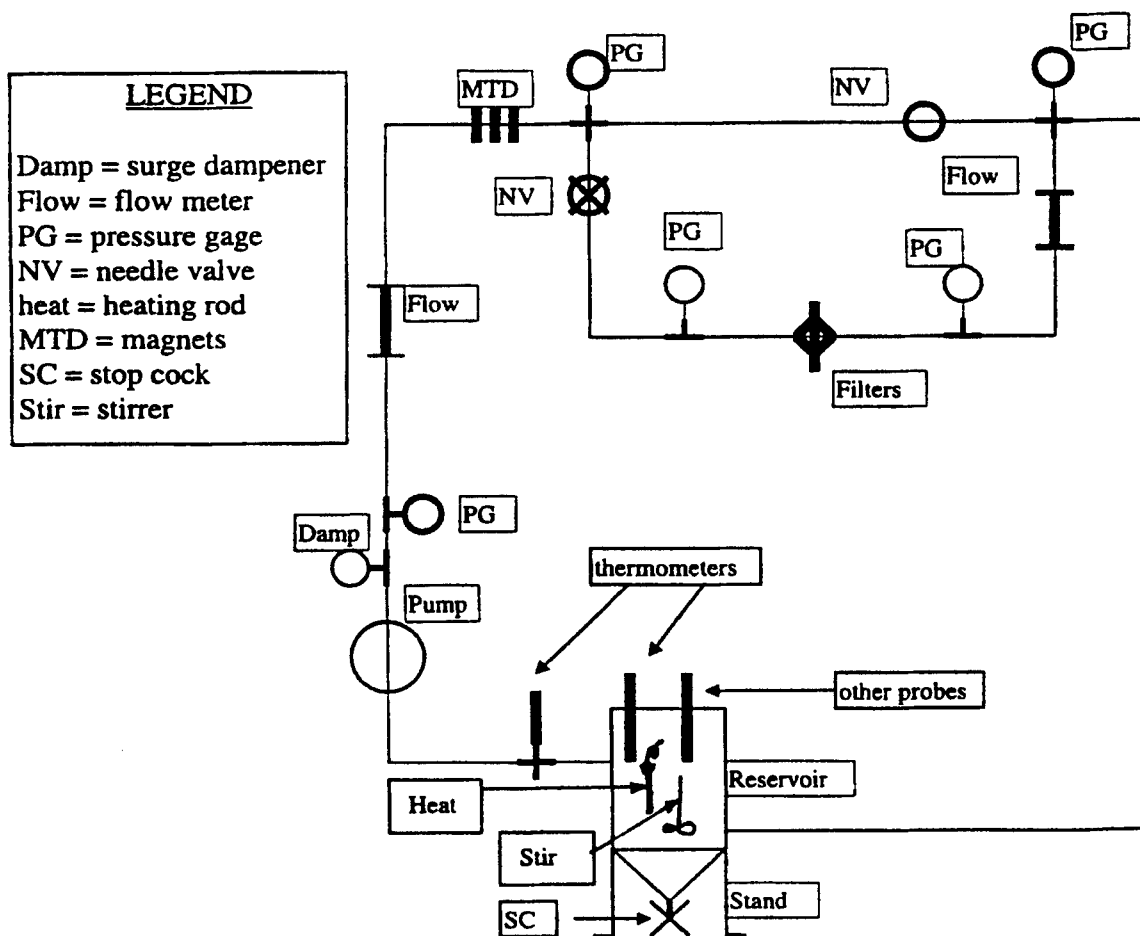 LEGEND
Damp = surge dampener
Flow = flow meter
PG = pressure gage
NV = needle valve
heat = heating rod
MTD = magnets
SC = stop cock
Stir = stirrer
PG
PG
MTD
NV
NV
Flow
PG
PG
Flow
Filters
PG
Damp
thermometers
Pump
other probes
Reservoir
Heat
Stir
Stand
SC